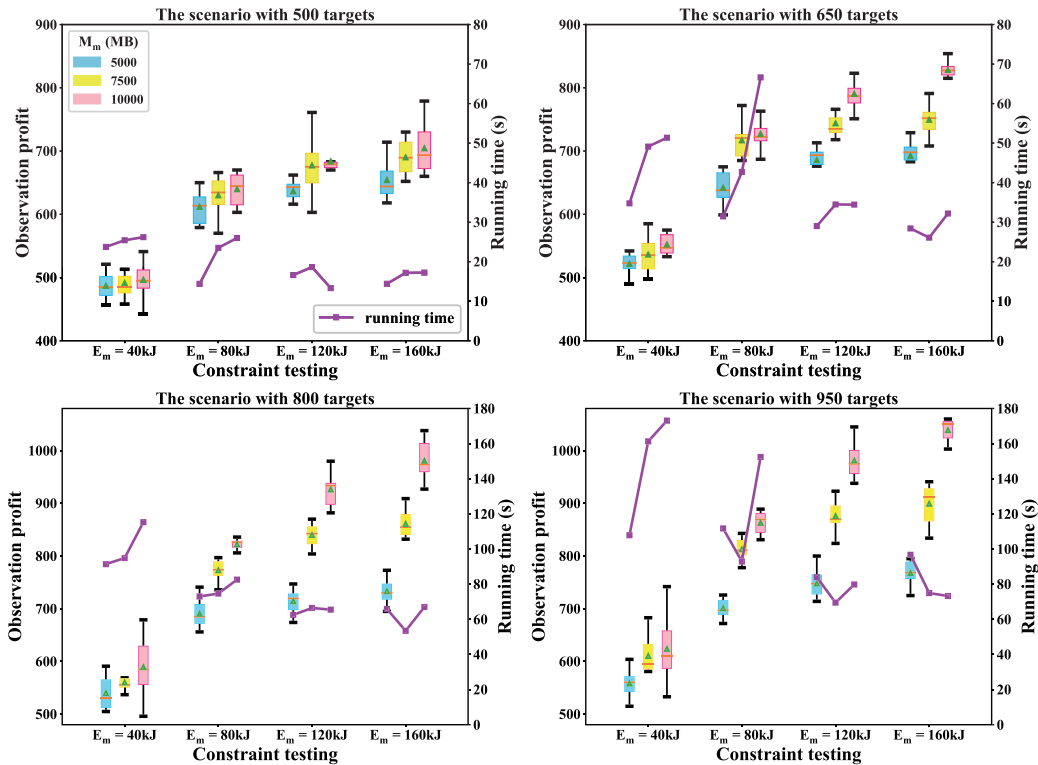 The scenario with 500 targets
900
800
700
600
500
400
Observation profit
M_m (MB)
5000
7500
10000
running time
80
70
60
50
40
30
20
10
0
Running time (s)
E_m = 40kJ
E_m = 80kJ
E_m = 120kJ
E_m = 160kJ
Constraint testing
The scenario with 650 targets
900
800
700
600
500
400
Observation profit
80
70
60
50
40
30
20
10
0
Running time (s)
E_m = 40kJ
E_m = 80kJ
E_m = 120kJ
E_m = 160kJ
Constraint testing
The scenario with 800 targets
1000
900
800
700
600
500
Observation profit
180
160
140
120
100
80
60
40
20
0
Running time (s)
E_m = 40kJ
E_m = 80kJ
E_m = 120kJ
E_m = 160kJ
Constraint testing
The scenario with 950 targets
1000
900
800
700
600
500
Observation profit
180
160
140
120
100
80
60
40
20
0
Running time (s)
E_m = 40kJ
E_m = 80kJ
E_m = 120kJ
E_m = 160kJ
Constraint testing